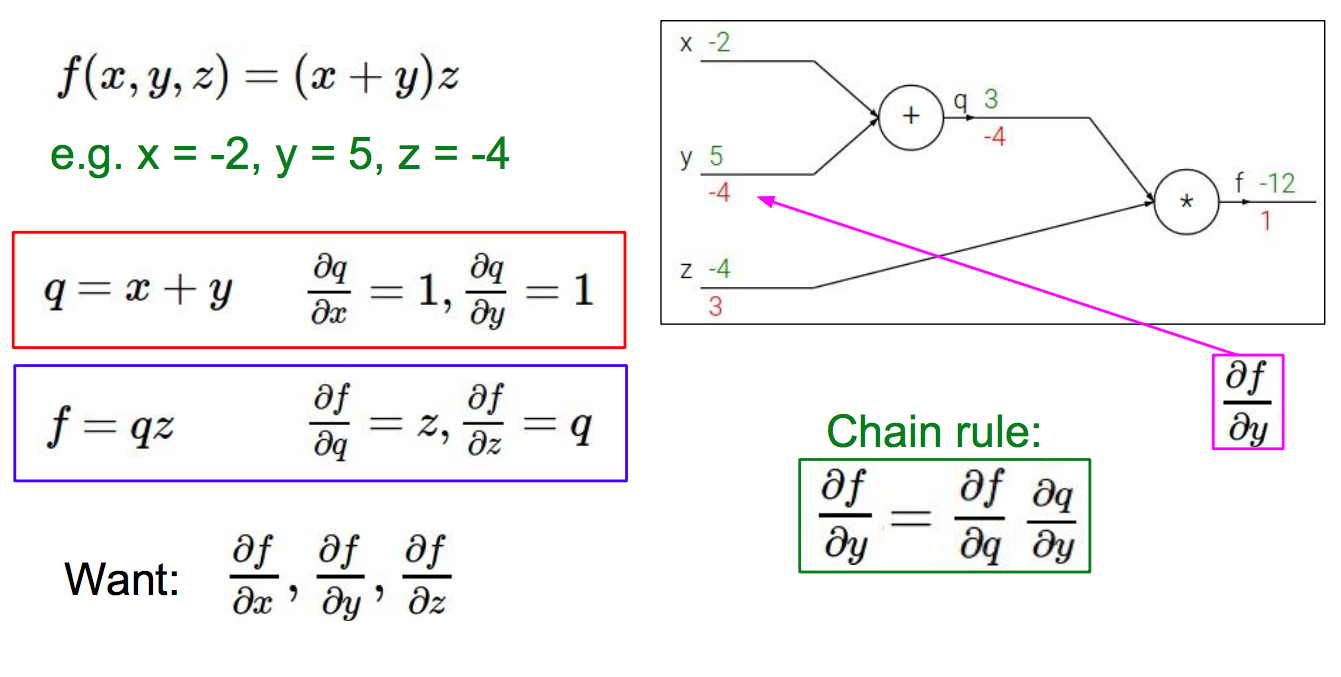 f(x, y, z) = (x + y)z
e.g. x = -2, y = 5, z = -4
q = x + y    ∂q/∂x = 1, ∂q/∂y = 1
f = qz    ∂f/∂q = z, ∂f/∂z = q
Want: ∂f/∂x, ∂f/∂y, ∂f/∂z
x -2
+
q 3
-4
y 5
-4
*
f -12
1
z -4
3
∂f/∂y
Chain rule:
∂f/∂y = ∂f/∂q ∂q/∂y